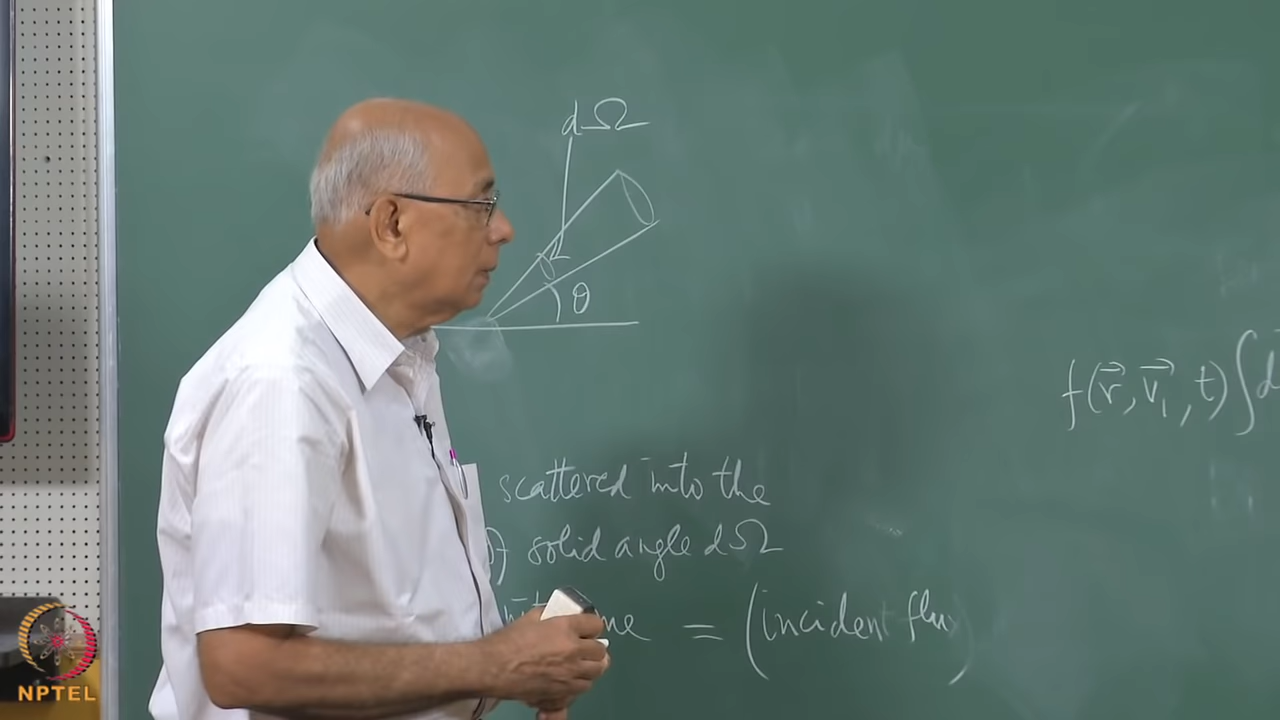 dΩ
θ
f(r⃗, v⃗₁, t)∫d
scattered into the
solid angle dΩ
= (incident flux)
NPTEL